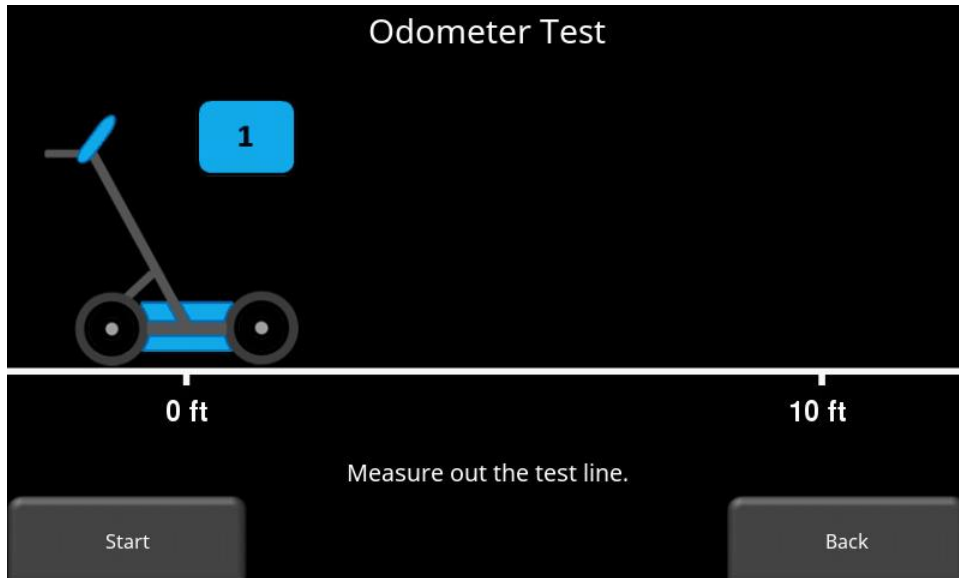 Odometer Test
1
0 ft
10 ft
Measure out the test line.
Start
Back